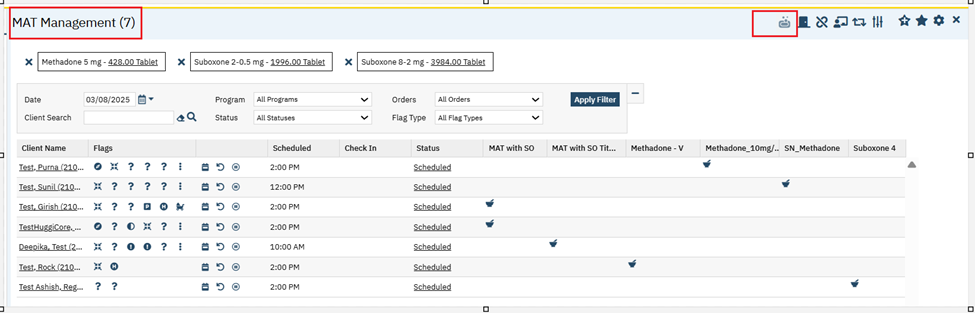 MAT Management (7)
Methadone 5 mg - 428.00 Tablet
Suboxone 2-0.5 mg - 1996.00 Tablet
Suboxone 8-2 mg - 3984.00 Tablet
Date 03/08/2025 Program All Programs Orders All Orders Apply Filter
Client Search Status All Statuses Flag Type All Flag Types
Client Name Flags Scheduled Check In Status MAT with SO MAT with SO Tit... Methadone - V Methadone_10mg/... SN_Methadone Suboxone 4
Test, Purna (210... ? ? ? 2:00 PM Scheduled
Test, Sunil (210... ? ? ? ? 12:00 PM Scheduled
Test, Girish (210... ? ? P H 2:00 PM Scheduled
TestHuggiCore, ... ? ? 2:00 PM Scheduled
Deepika, Test (2... ? ? 10:00 AM Scheduled
Test, Rock (210... H 2:00 PM Scheduled
Test Ashish, Reg... ? ? 2:00 PM Scheduled